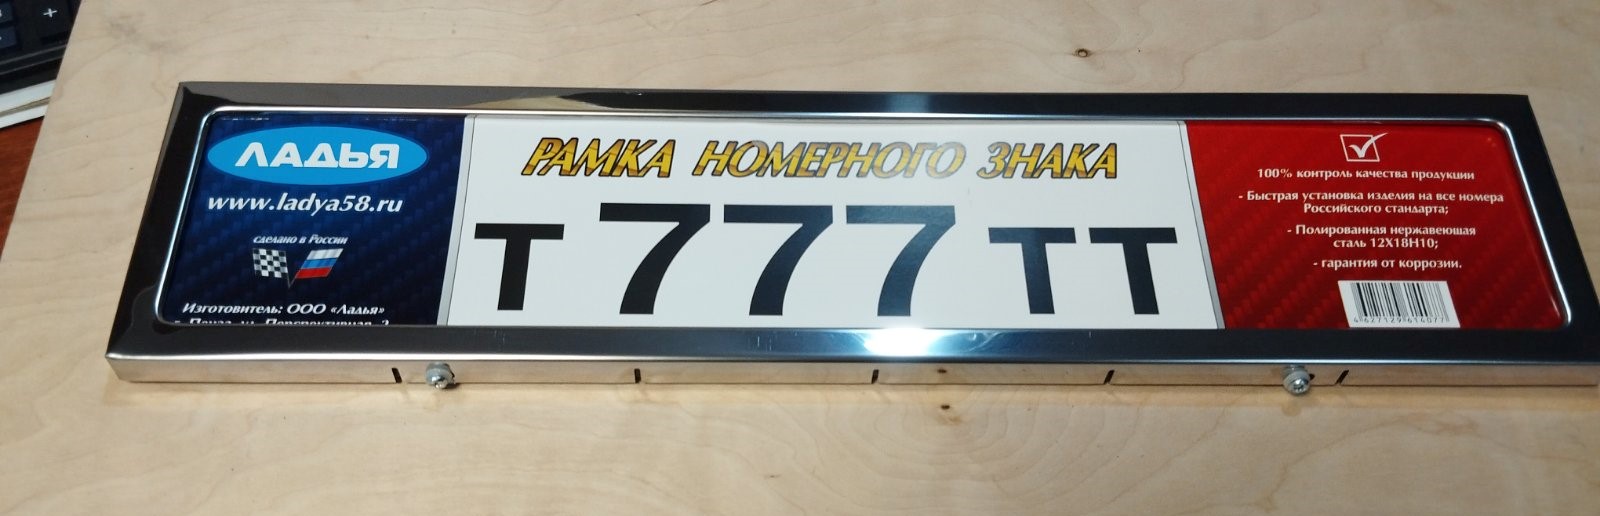 ЛАДЬЯ
www.ladya58.ru
СДЕЛАНО В РОССИИ
Изготовитель: ООО «Ладья»
РАМКА НОМЕРНОГО ЗНАКА
Т 777 ТТ
100% контроль качества продукции
- Быстрая установка изделия на все номера
Российского стандарта;
- Полированная нержавеющая
сталь 12Х18Н10;
- гарантия от коррозии.
4627129614077